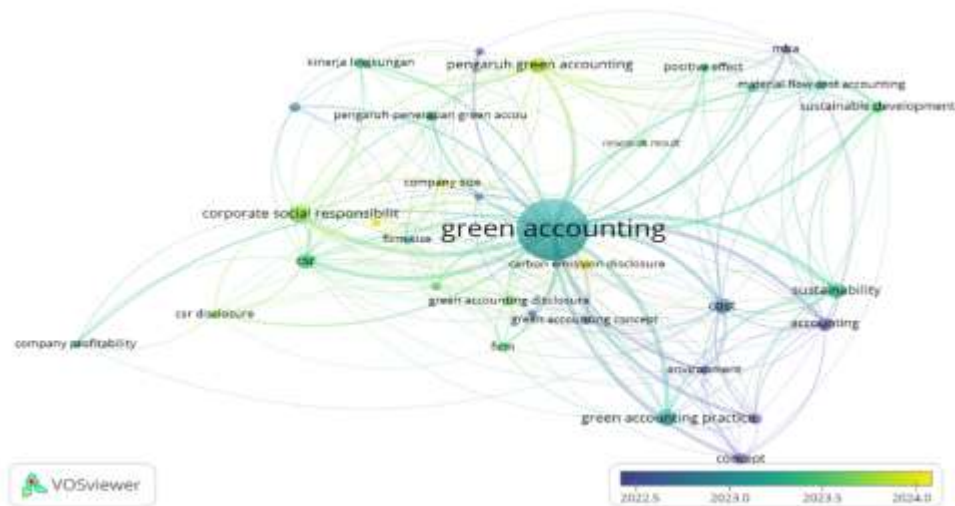 kinerja lingkungan
pengaruh green accounting
positive effect
mfca
material flow cost accounting
sustainable development
pengaruh penerapan green accou
research result
company size
corporate social responsibilit
firm size
green accounting
csr
carbon emission disclosure
sustainability
green accounting disclosure
cost
csr disclosure
green accounting concept
accounting
company profitability
firm
environment
green accounting practice
concept
VOSviewer
2022.5 2023.0 2023.5 2024.0